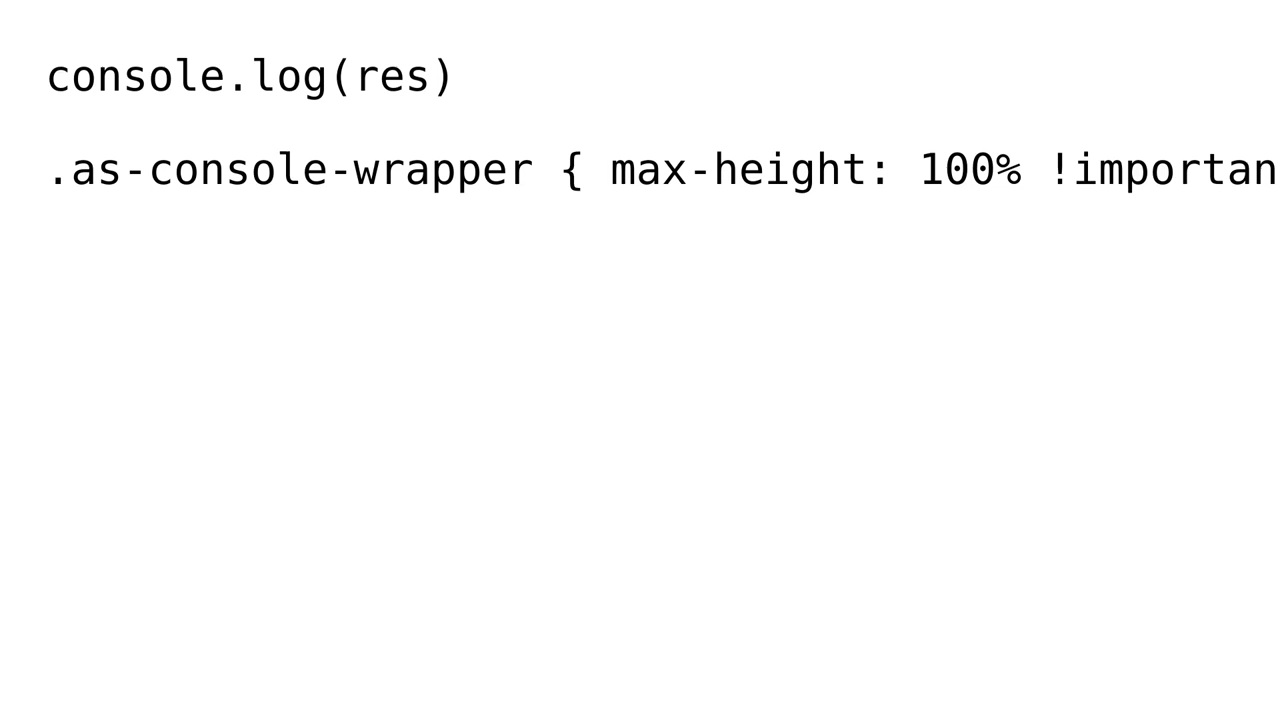 console.log(res)
.as-console-wrapper { max-height: 100% !importan